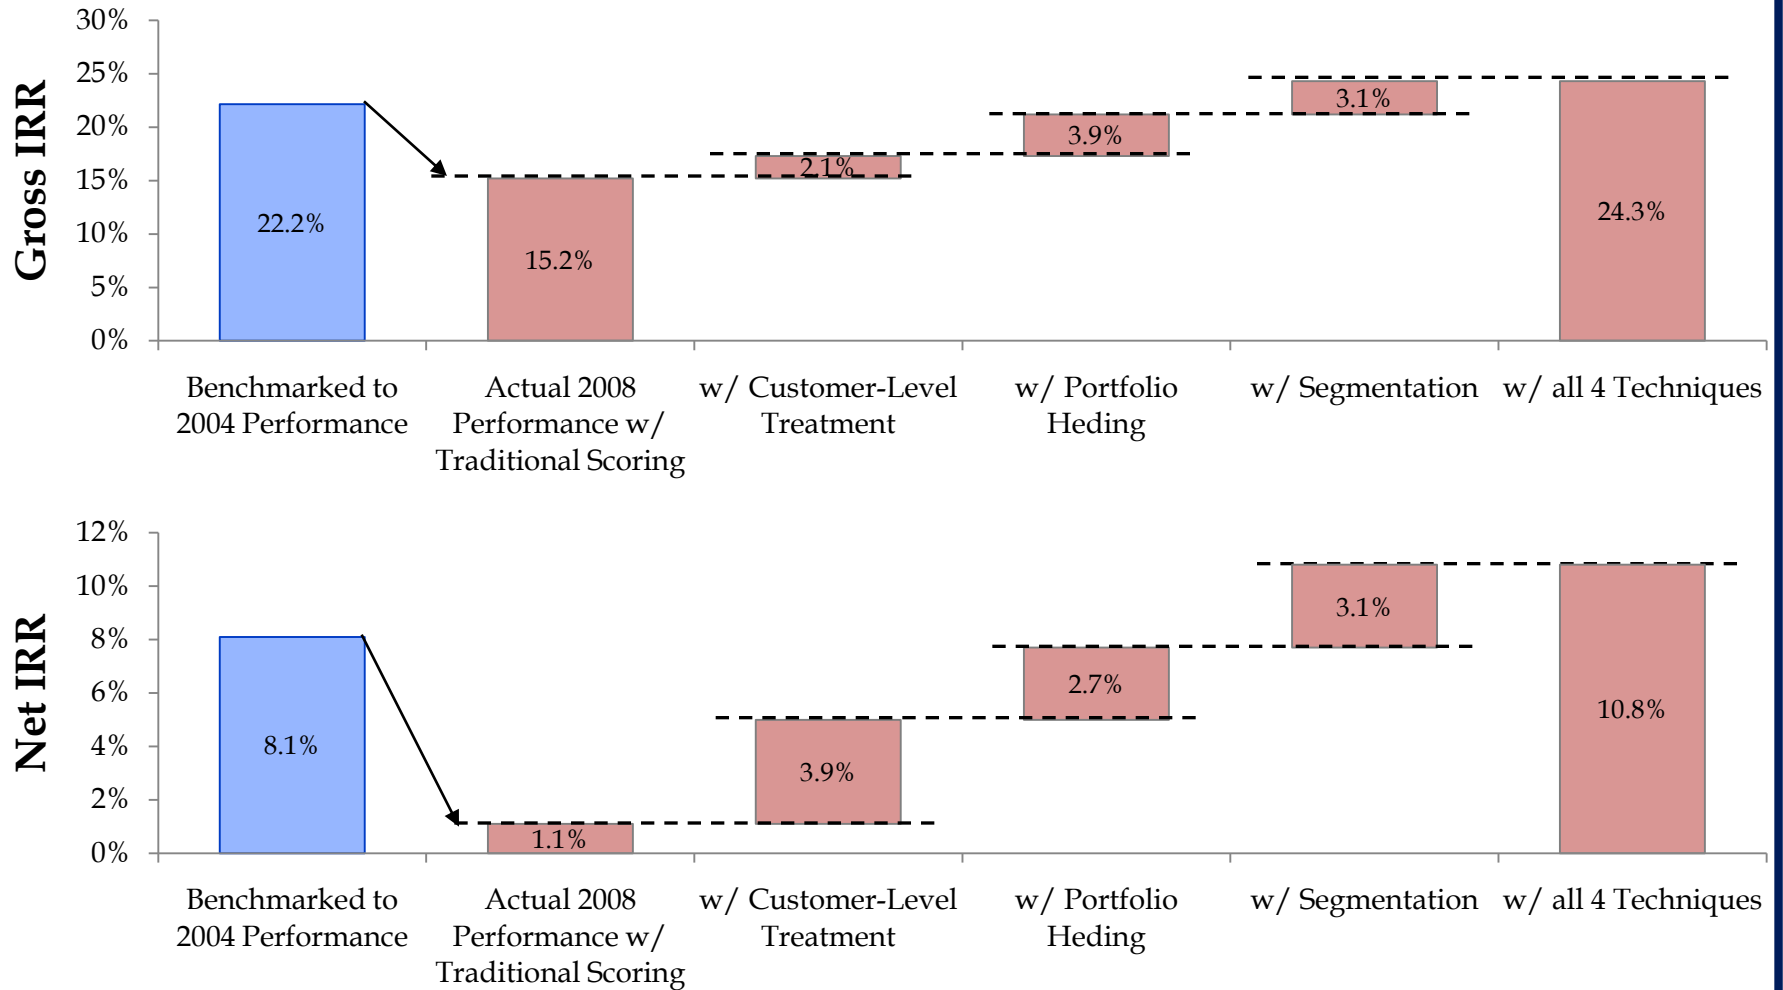 Gross IRR
30%
25%
20%
15%
10%
5%
0%
22.2%
15.2%
2.1%
3.9%
3.1%
24.3%
Benchmarked to
2004 Performance
Actual 2008
Performance w/
Traditional Scoring
w/ Customer-Level
Treatment
w/ Portfolio
Heding
w/ Segmentation
w/ all 4 Techniques
Net IRR
12%
10%
8%
6%
4%
2%
0%
8.1%
1.1%
3.9%
2.7%
3.1%
10.8%
Benchmarked to
2004 Performance
Actual 2008
Performance w/
Traditional Scoring
w/ Customer-Level
Treatment
w/ Portfolio
Heding
w/ Segmentation
w/ all 4 Techniques